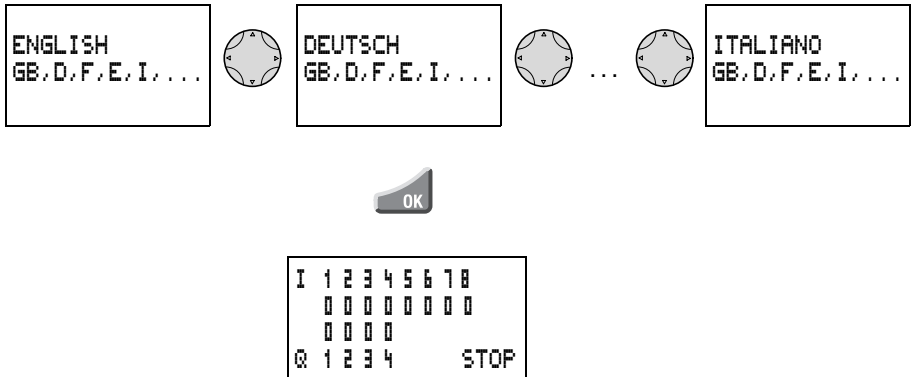 ENGLISH
GB,D,F,E,I,...
DEUTSCH
GB,D,F,E,I,...
...
ITALIANO
GB,D,F,E,I,...
OK
I 1 2 3 4 5 6 7 8
0 0 0 0 0 0 0 0
0 0 0 0
Q 1 2 3 4 STOP